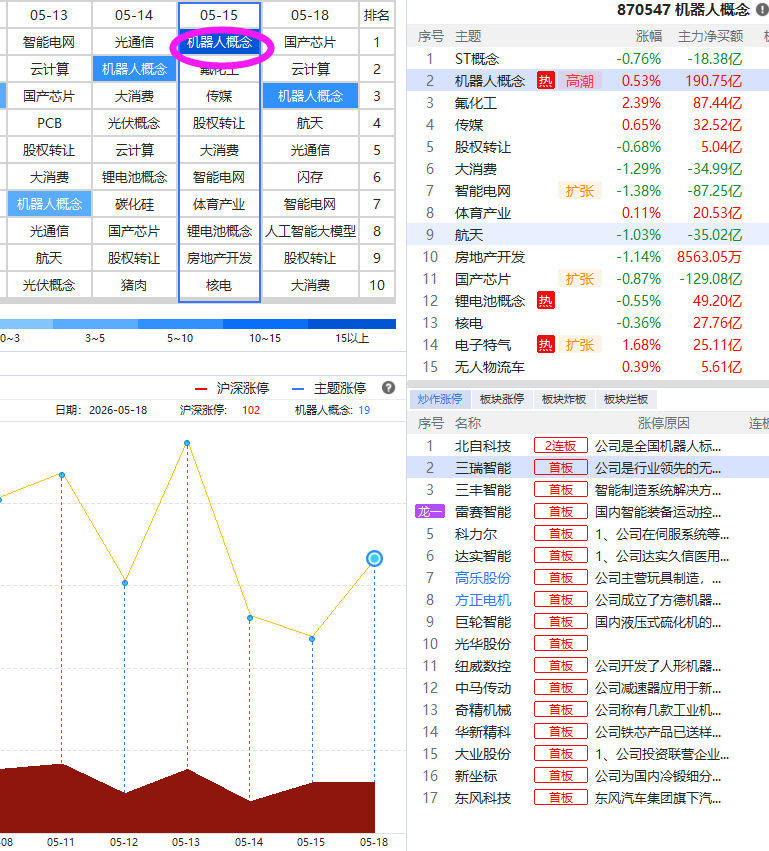 05-13 05-14 05-15 05-18 排名
智能电网 光通信 机器人概念 国产芯片 1
云计算 机器人概念 氟化工 云计算 2
国产芯片 大消费 传媒 机器人概念 3
PCB 光伏概念 股权转让 航天 4
股权转让 云计算 大消费 光通信 5
大消费 锂电池概念 智能电网 闪存 6
机器人概念 碳化硅 体育产业 智能电网 7
光通信 国产芯片 锂电池概念 人工智能大模型 8
航天 股权转让 房地产开发 股权转让 9
光伏概念 猪肉 核电 大消费 10
0~3 3~5 5~10 10~15 15以上
沪深涨停 主题涨停 ?
日期: 2026-05-18 沪深涨停: 102 机器人概念: 19
08 05-11 05-12 05-13 05-14 05-15 05-18
870547 机器人概念
序号 主题 涨幅 主力净买额
1 ST概念 -0.76% -18.38亿
2 机器人概念 热 高潮 0.53% 190.75亿
3 氟化工 2.39% 87.44亿
4 传媒 0.65% 32.52亿
5 股权转让 -0.68% 5.04亿
6 大消费 -1.29% -34.99亿
7 智能电网 扩张 -1.38% -87.25亿
8 体育产业 0.11% 20.53亿
9 航天 -1.03% -35.02亿
10 房地产开发 -1.14% 8563.05万
11 国产芯片 扩张 -0.87% -129.08亿
12 锂电池概念 热 -0.55% 49.20亿
13 核电 -0.36% 27.76亿
14 电子特气 热 扩张 1.68% 25.11亿
15 无人物流车 0.39% 5.61亿
炒作涨停 板块涨停 板块炸板 板块烂板
序号 名称 涨停原因 连板
1 北自科技 2连板 公司是全国机器人标...
2 三瑞智能 首板 公司是行业领先的无...
3 三丰智能 首板 智能制造系统解决方...
龙一 雷赛智能 首板 国内智能装备运动控...
5 科力尔 首板 1、公司在伺服系统等...
6 达实智能 首板 1、公司达实久信医用...
7 高乐股份 首板 公司主营玩具制造，...
8 方正电机 首板 公司成立了方德机器...
9 巨轮智能 首板 国内液压式硫化机的...
10 光华股份 首板
11 纽威数控 首板 公司开发了人形机器...
12 中马传动 首板 公司减速器应用于新...
13 奇精机械 首板 公司称有几款工业机...
14 华新精科 首板 公司铁芯产品已送样...
15 大业股份 首板 1、公司投资联营企业...
16 新坐标 首板 公司为国内冷锻细分...
17 东风科技 首板 东风汽车集团旗下汽...